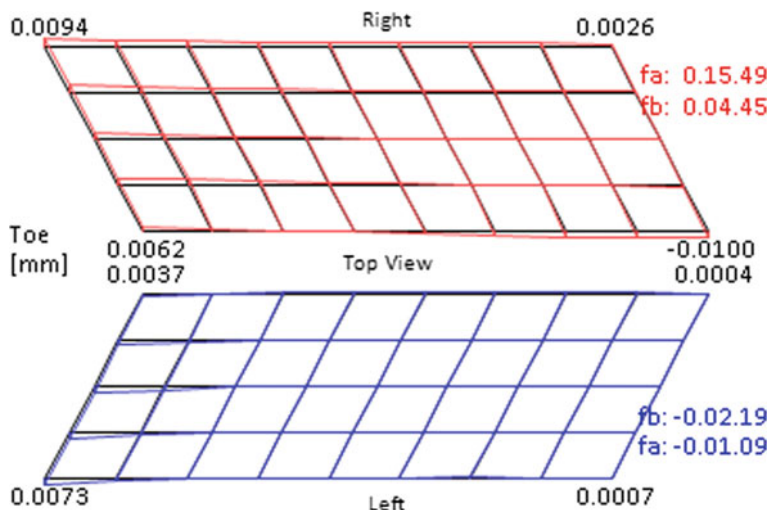 0.0094 Right 0.0026
fa: 0.15.49
fb: 0.04.45
Toe
[mm]
0.0062 Top View -0.0100
0.0037 0.0004
fb: -0.02.19
fa: -0.01.09
0.0073 Left 0.0007